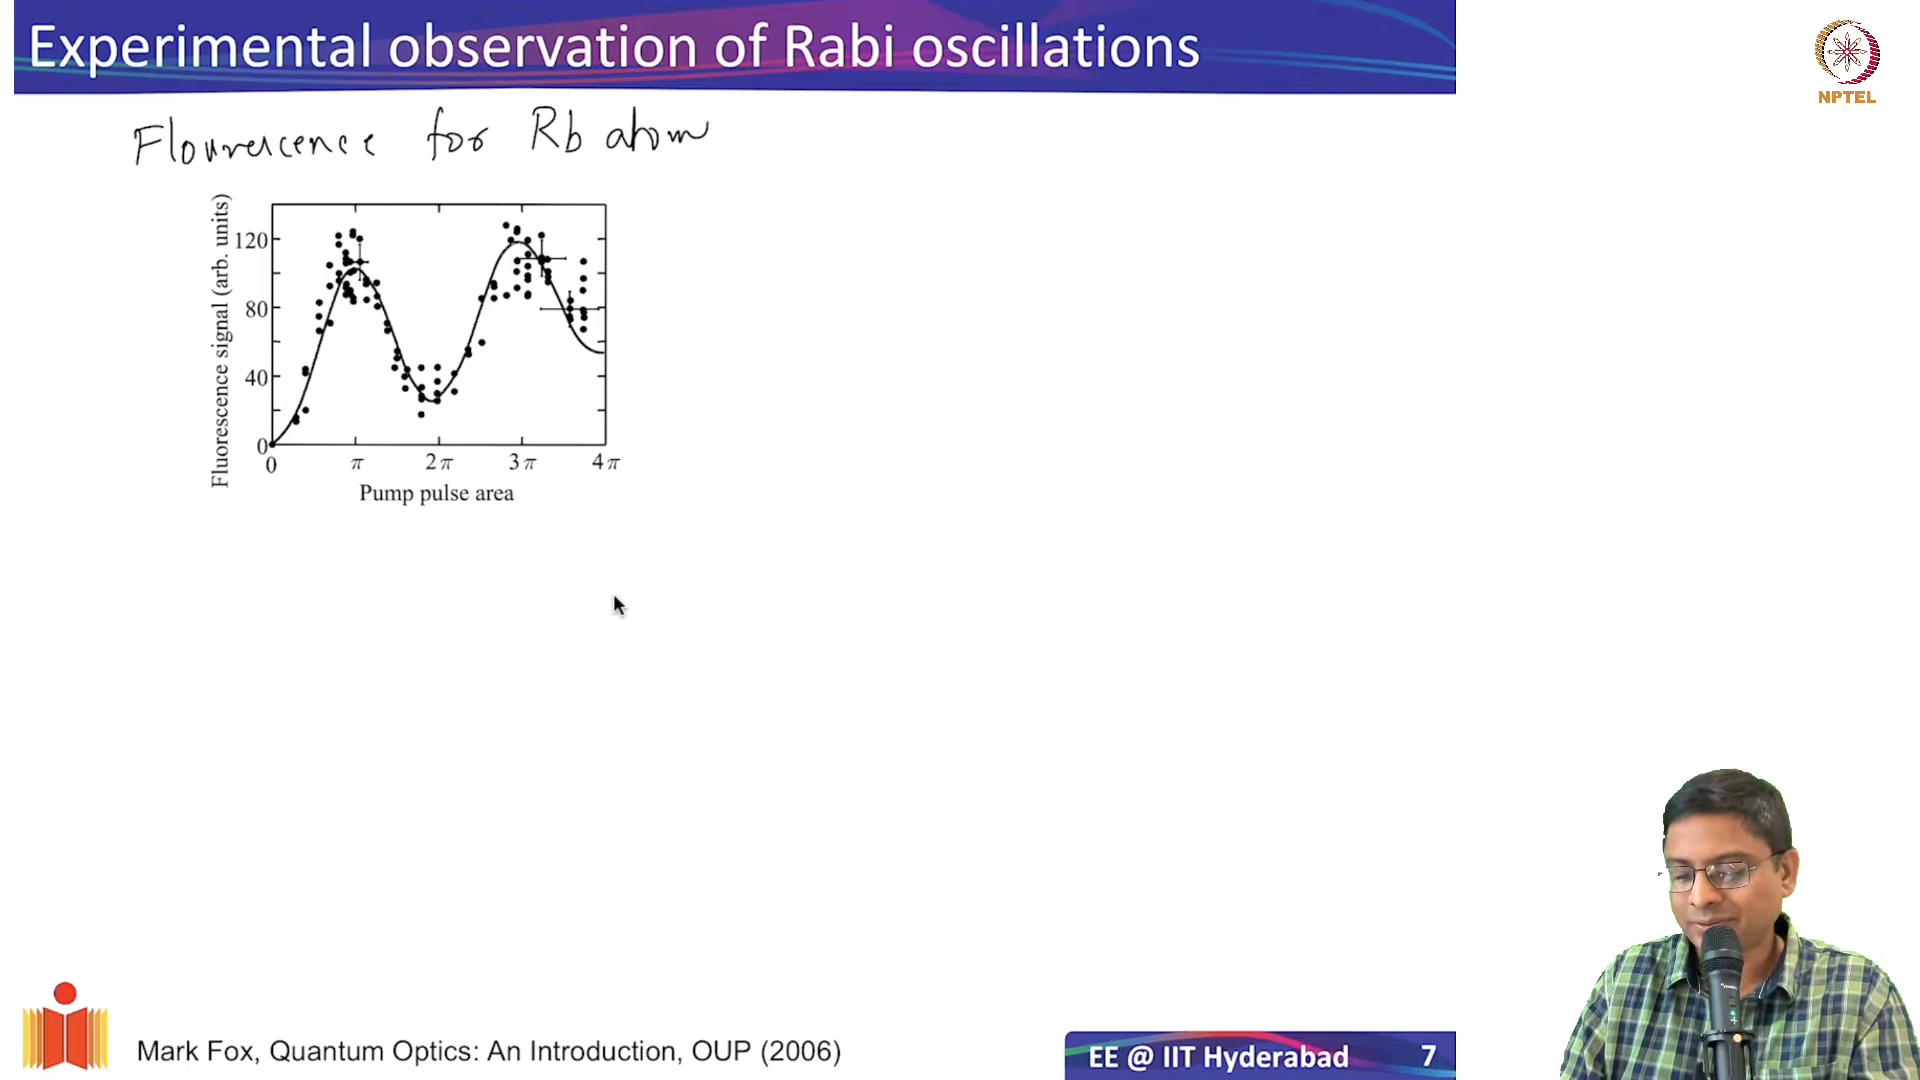 Experimental observation of Rabi oscillations
NPTEL
Flourescence for Rb atom
Fluorescence signal (arb. units)
120
80
40
0
0 π 2π 3π 4π
Pump pulse area
Mark Fox, Quantum Optics: An Introduction, OUP (2006)
EE @ IIT Hyderabad 7